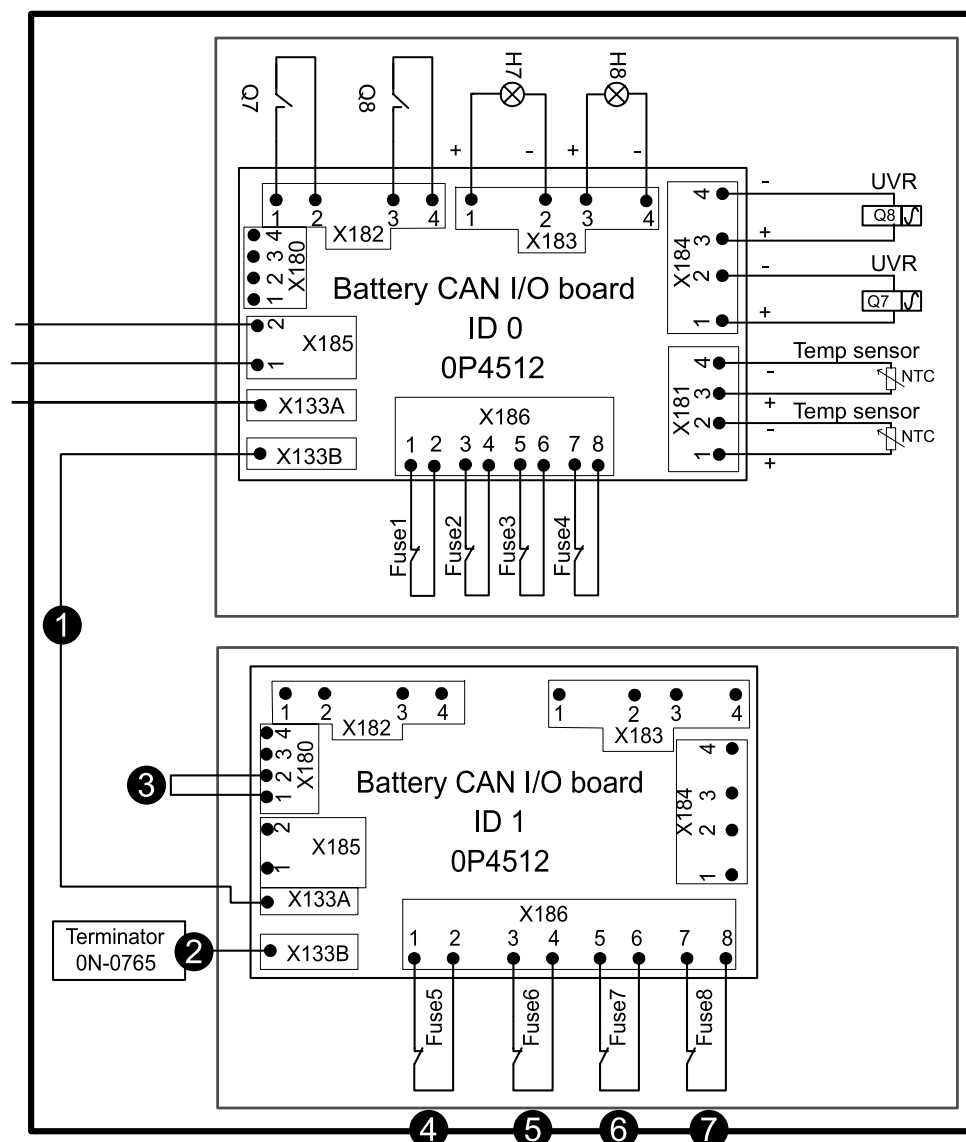 Q7
Q8
H7
H8
+
-
+
-
1
2
3
4
X182
1
2
3
4
X183
4
3
2
1
X180
4
3
2
1
X184
-
UVR
Q8
+
-
UVR
Q7
+
Battery CAN I/O board
ID 0
0P4512
2
1
X185
X133A
X133B
X186
1 2 3 4 5 6 7 8
4
3
2
1
X181
Temp sensor
-
NTC
+
Temp sensor
-
NTC
+
Fuse1
Fuse2
Fuse3
Fuse4
1
1
2
3
4
X182
1
2
3
4
X183
4
3
2
1
X180
3
4
3
2
1
X184
Battery CAN I/O board
ID 1
0P4512
2
1
X185
X133A
X133B
Terminator
0N-0765
2
X186
1 2 3 4 5 6 7 8
Fuse5
Fuse6
Fuse7
Fuse8
4
5
6
7